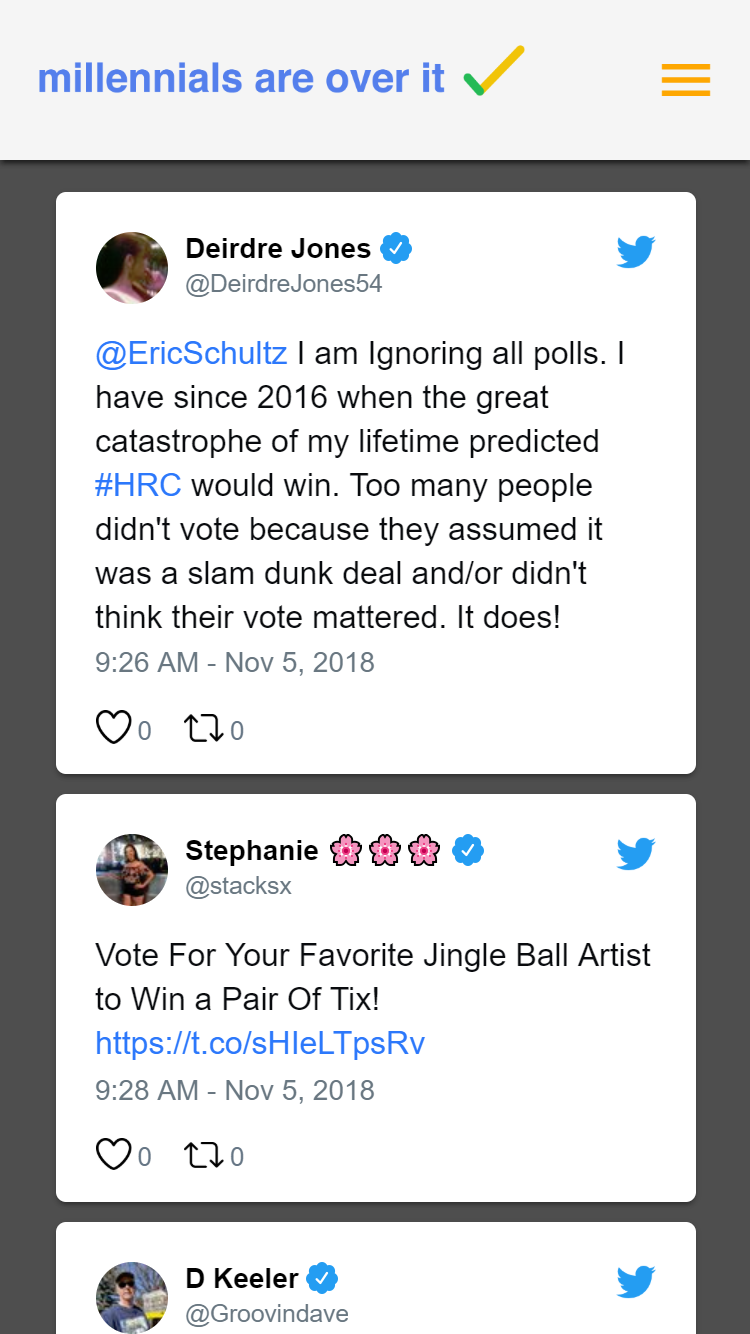 millennials are over it
Deirdre Jones
@DeirdreJones54
@EricSchultz I am Ignoring all polls. I
have since 2016 when the great
catastrophe of my lifetime predicted
#HRC would win. Too many people
didn't vote because they assumed it
was a slam dunk deal and/or didn't
think their vote mattered. It does!
9:26 AM - Nov 5, 2018
0 0
Stephanie 🌸🌸🌸
@stacksx
Vote For Your Favorite Jingle Ball Artist
to Win a Pair Of Tix!
https://t.co/sHIeLTpsRv
9:28 AM - Nov 5, 2018
0 0
D Keeler
@Groovindave